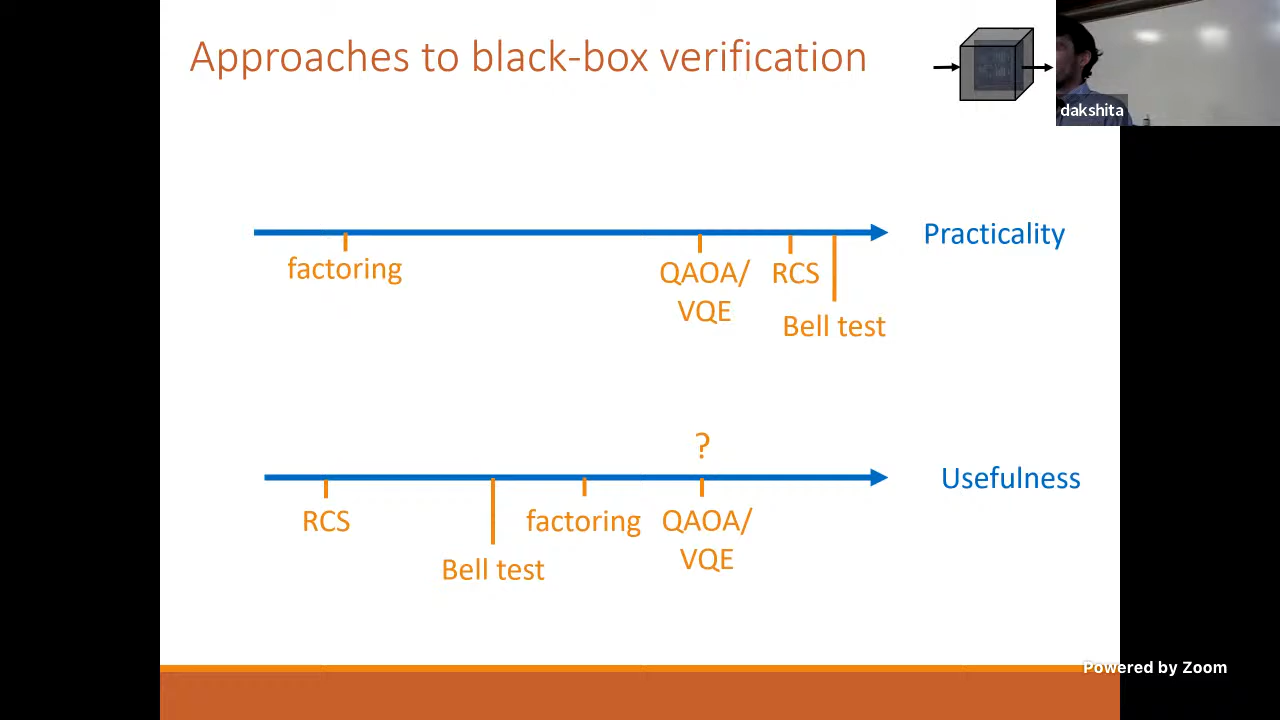 Approaches to black-box verification
dakshita
Practicality
factoring
QAOA/
VQE
RCS
Bell test
?
Usefulness
RCS
Bell test
factoring
QAOA/
VQE
Powered by Zoom